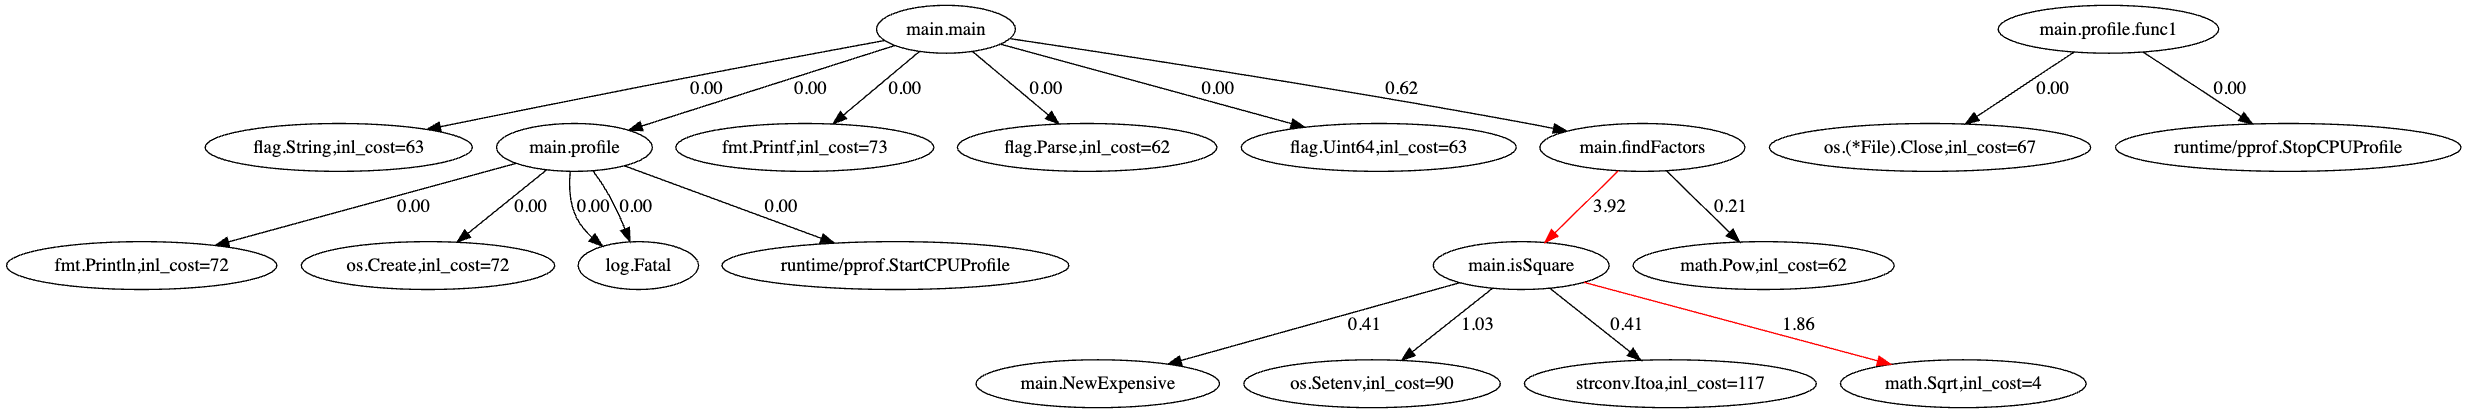 main.main
main.profile.func1
0.00
0.00
0.00
0.00
0.00
0.62
0.00
0.00
flag.String,inl_cost=63
main.profile
fmt.Printf,inl_cost=73
flag.Parse,inl_cost=62
flag.Uint64,inl_cost=63
main.findFactors
os.(*File).Close,inl_cost=67
runtime/pprof.StopCPUProfile
0.00
0.00
0.00
0.00
0.00
3.92
0.21
fmt.Println,inl_cost=72
os.Create,inl_cost=72
log.Fatal
runtime/pprof.StartCPUProfile
main.isSquare
math.Pow,inl_cost=62
0.41
1.03
0.41
1.86
main.NewExpensive
os.Setenv,inl_cost=90
strconv.Itoa,inl_cost=117
math.Sqrt,inl_cost=4